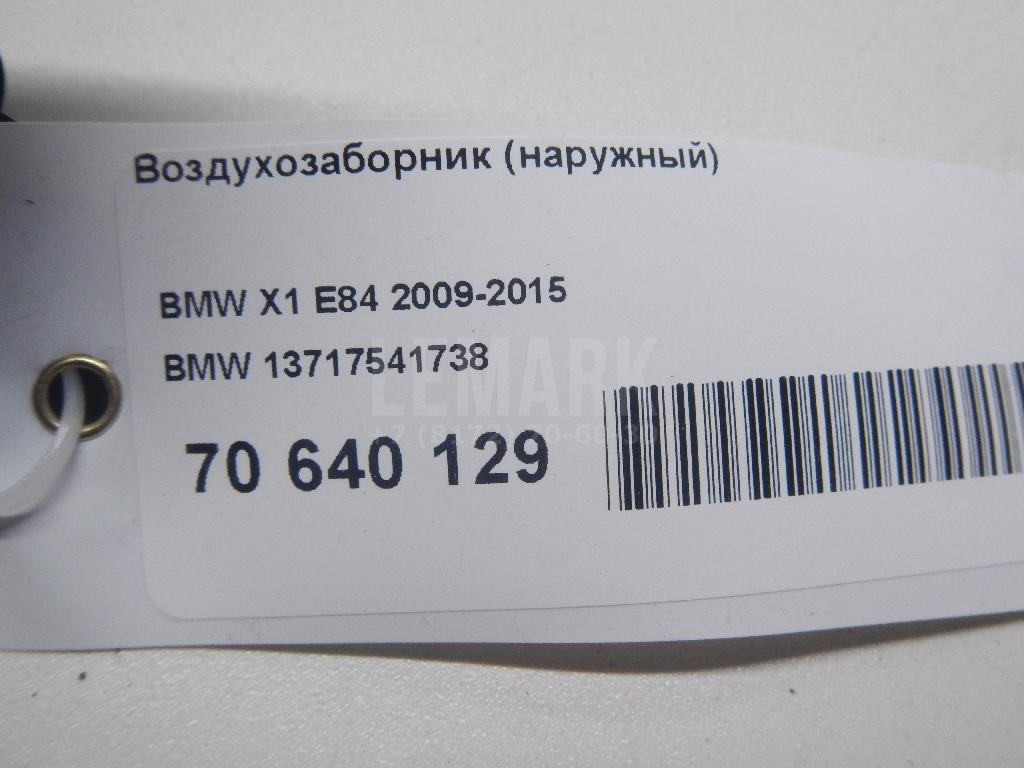 Воздухозаборник (наружный)
BMW X1 E84 2009-2015
BMW 13717541738
LEMARK
70 640 129